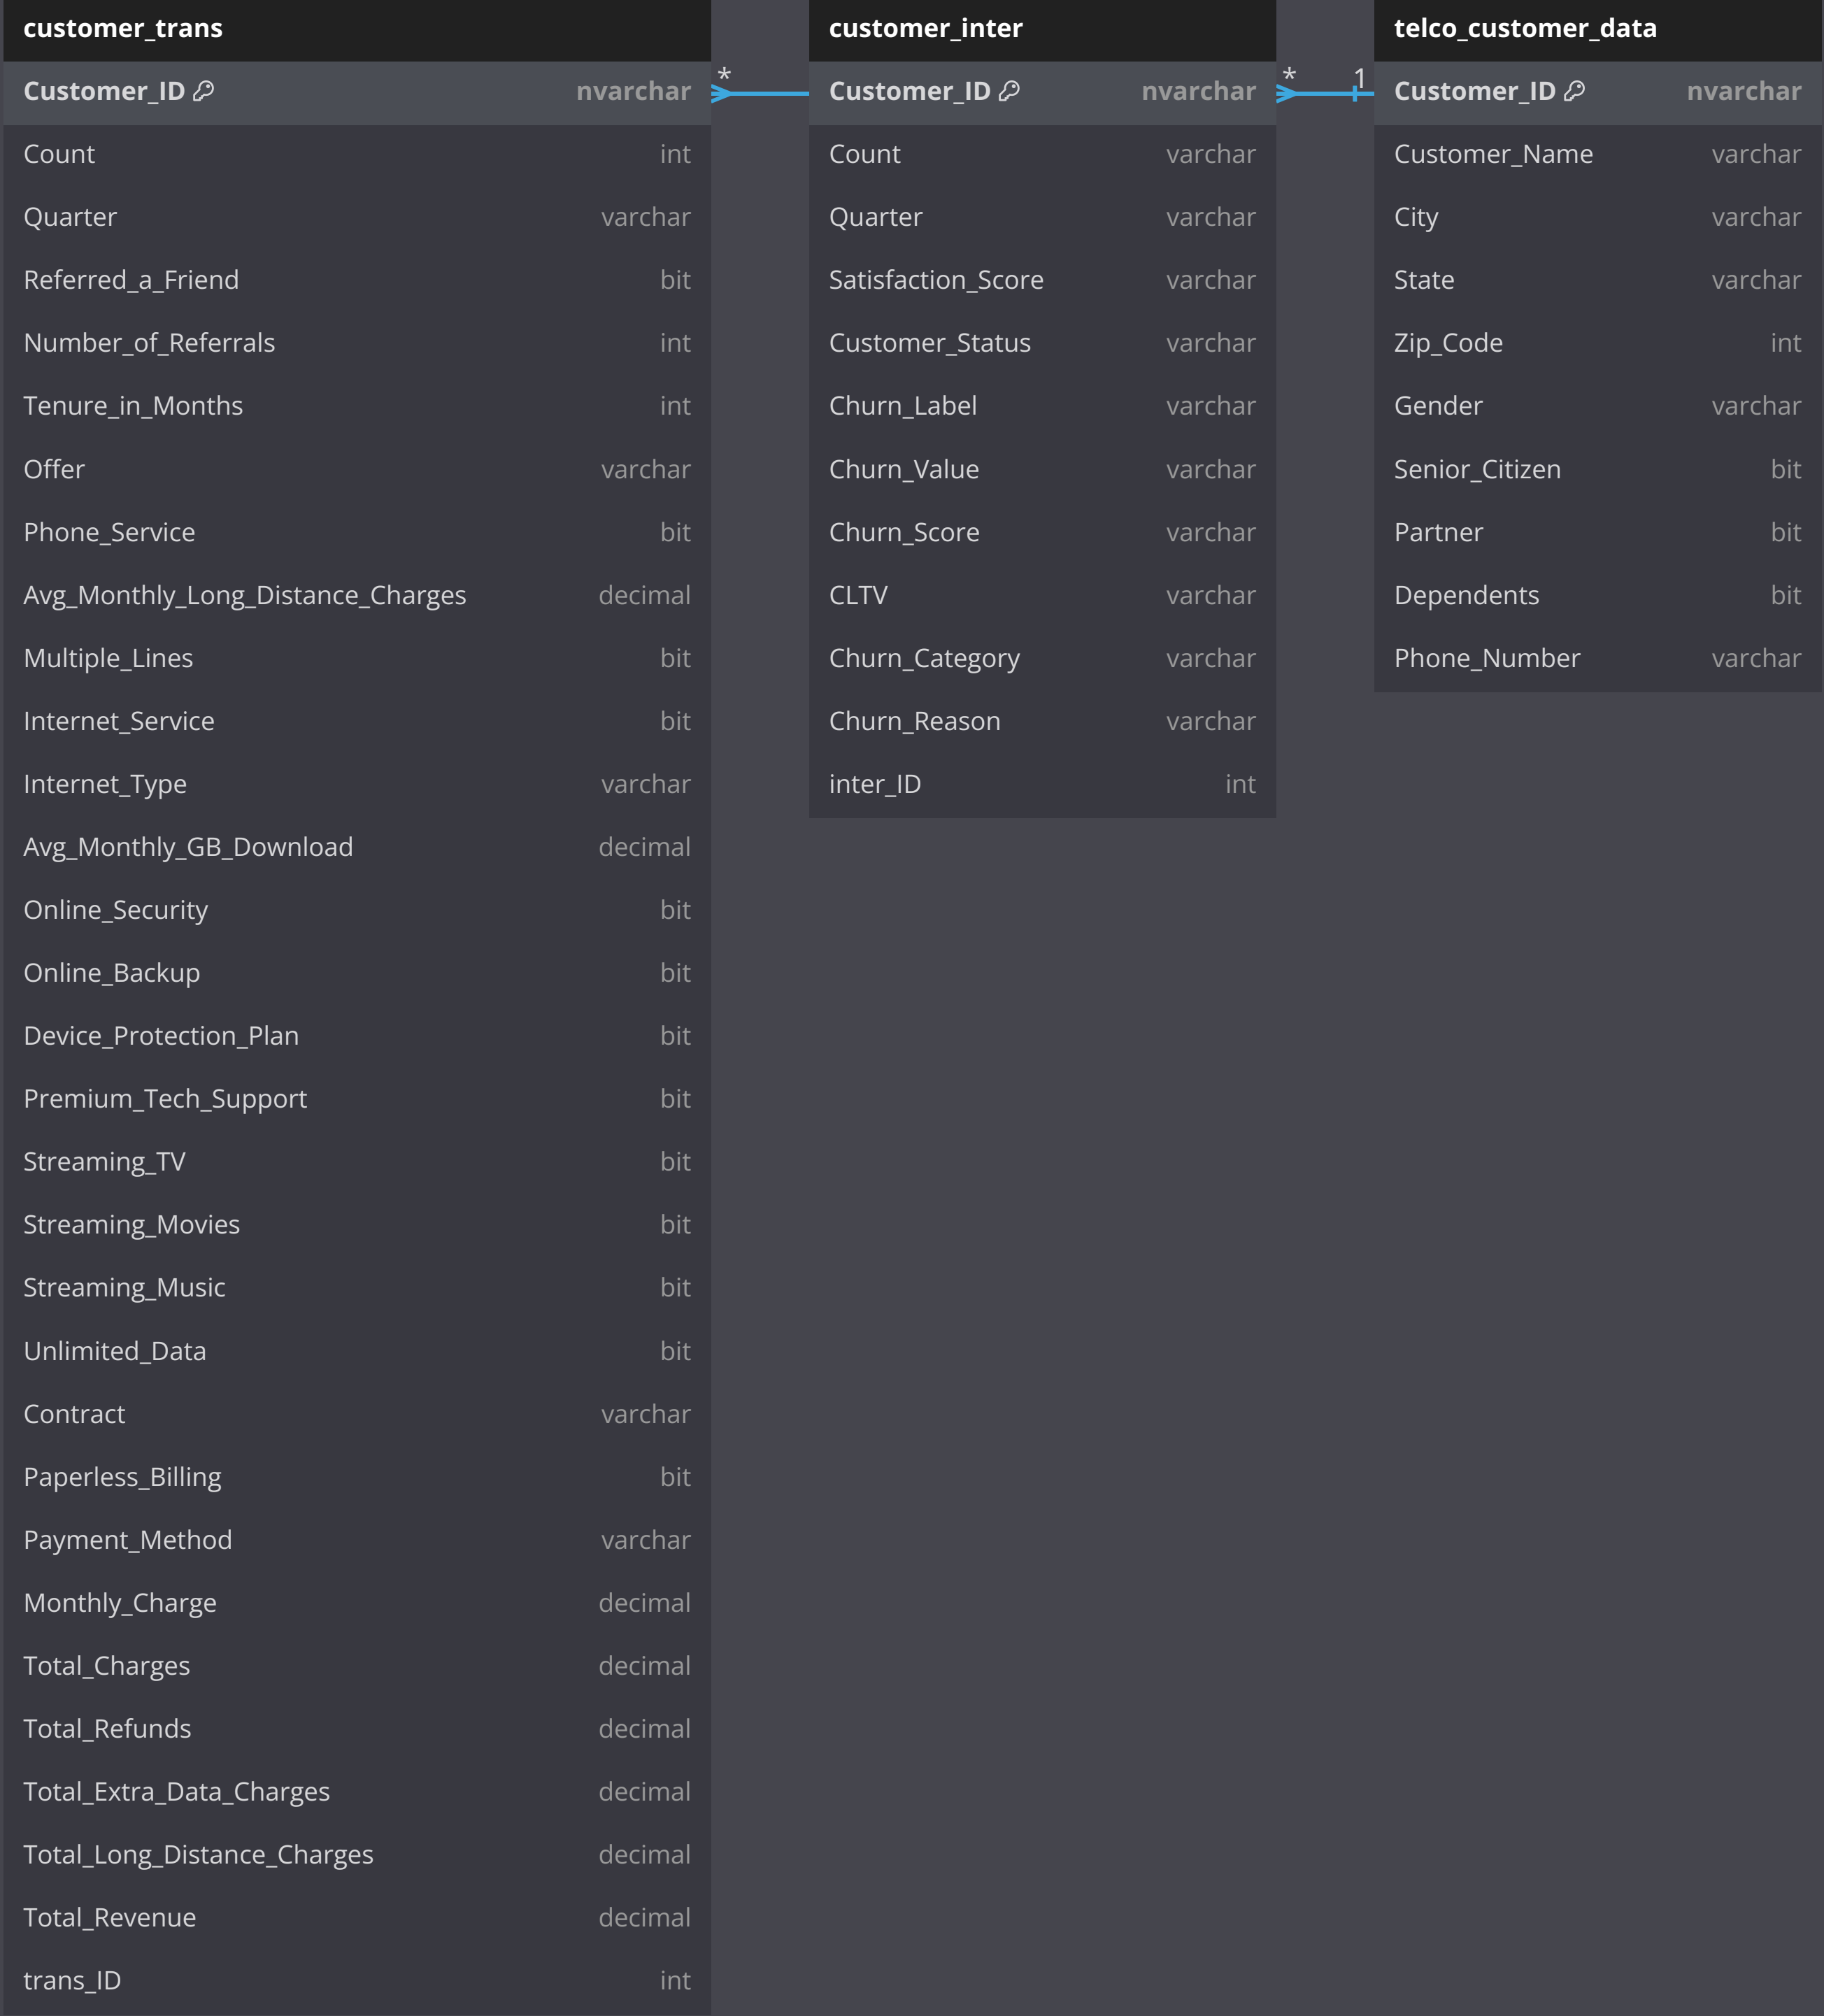 customer_trans
Customer_ID nvarchar
Count int
Quarter varchar
Referred_a_Friend bit
Number_of_Referrals int
Tenure_in_Months int
Offer varchar
Phone_Service bit
Avg_Monthly_Long_Distance_Charges decimal
Multiple_Lines bit
Internet_Service bit
Internet_Type varchar
Avg_Monthly_GB_Download decimal
Online_Security bit
Online_Backup bit
Device_Protection_Plan bit
Premium_Tech_Support bit
Streaming_TV bit
Streaming_Movies bit
Streaming_Music bit
Unlimited_Data bit
Contract varchar
Paperless_Billing bit
Payment_Method varchar
Monthly_Charge decimal
Total_Charges decimal
Total_Refunds decimal
Total_Extra_Data_Charges decimal
Total_Long_Distance_Charges decimal
Total_Revenue decimal
trans_ID int
*
customer_inter
Customer_ID nvarchar
Count varchar
Quarter varchar
Satisfaction_Score varchar
Customer_Status varchar
Churn_Label varchar
Churn_Value varchar
Churn_Score varchar
CLTV varchar
Churn_Category varchar
Churn_Reason varchar
inter_ID int
* 1
telco_customer_data
Customer_ID nvarchar
Customer_Name varchar
City varchar
State varchar
Zip_Code int
Gender varchar
Senior_Citizen bit
Partner bit
Dependents bit
Phone_Number varchar